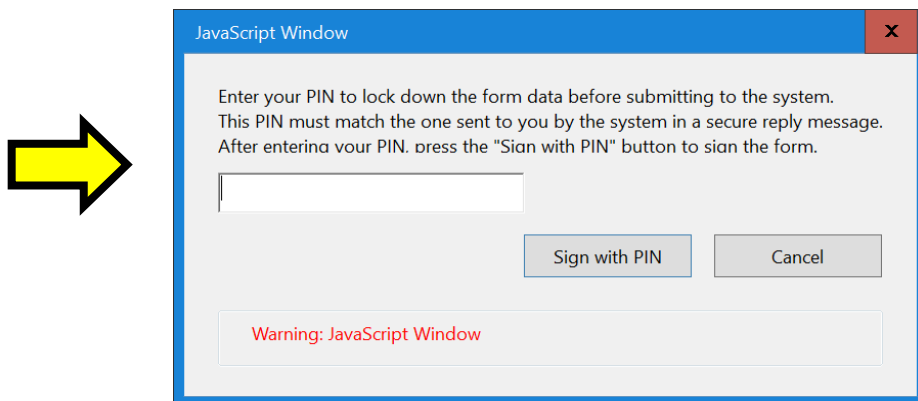 JavaScript Window
x
Enter your PIN to lock down the form data before submitting to the system.
This PIN must match the one sent to you by the system in a secure reply message.
After entering your PIN, press the "Sign with PIN" button to sign the form.
Sign with PIN
Cancel
Warning: JavaScript Window